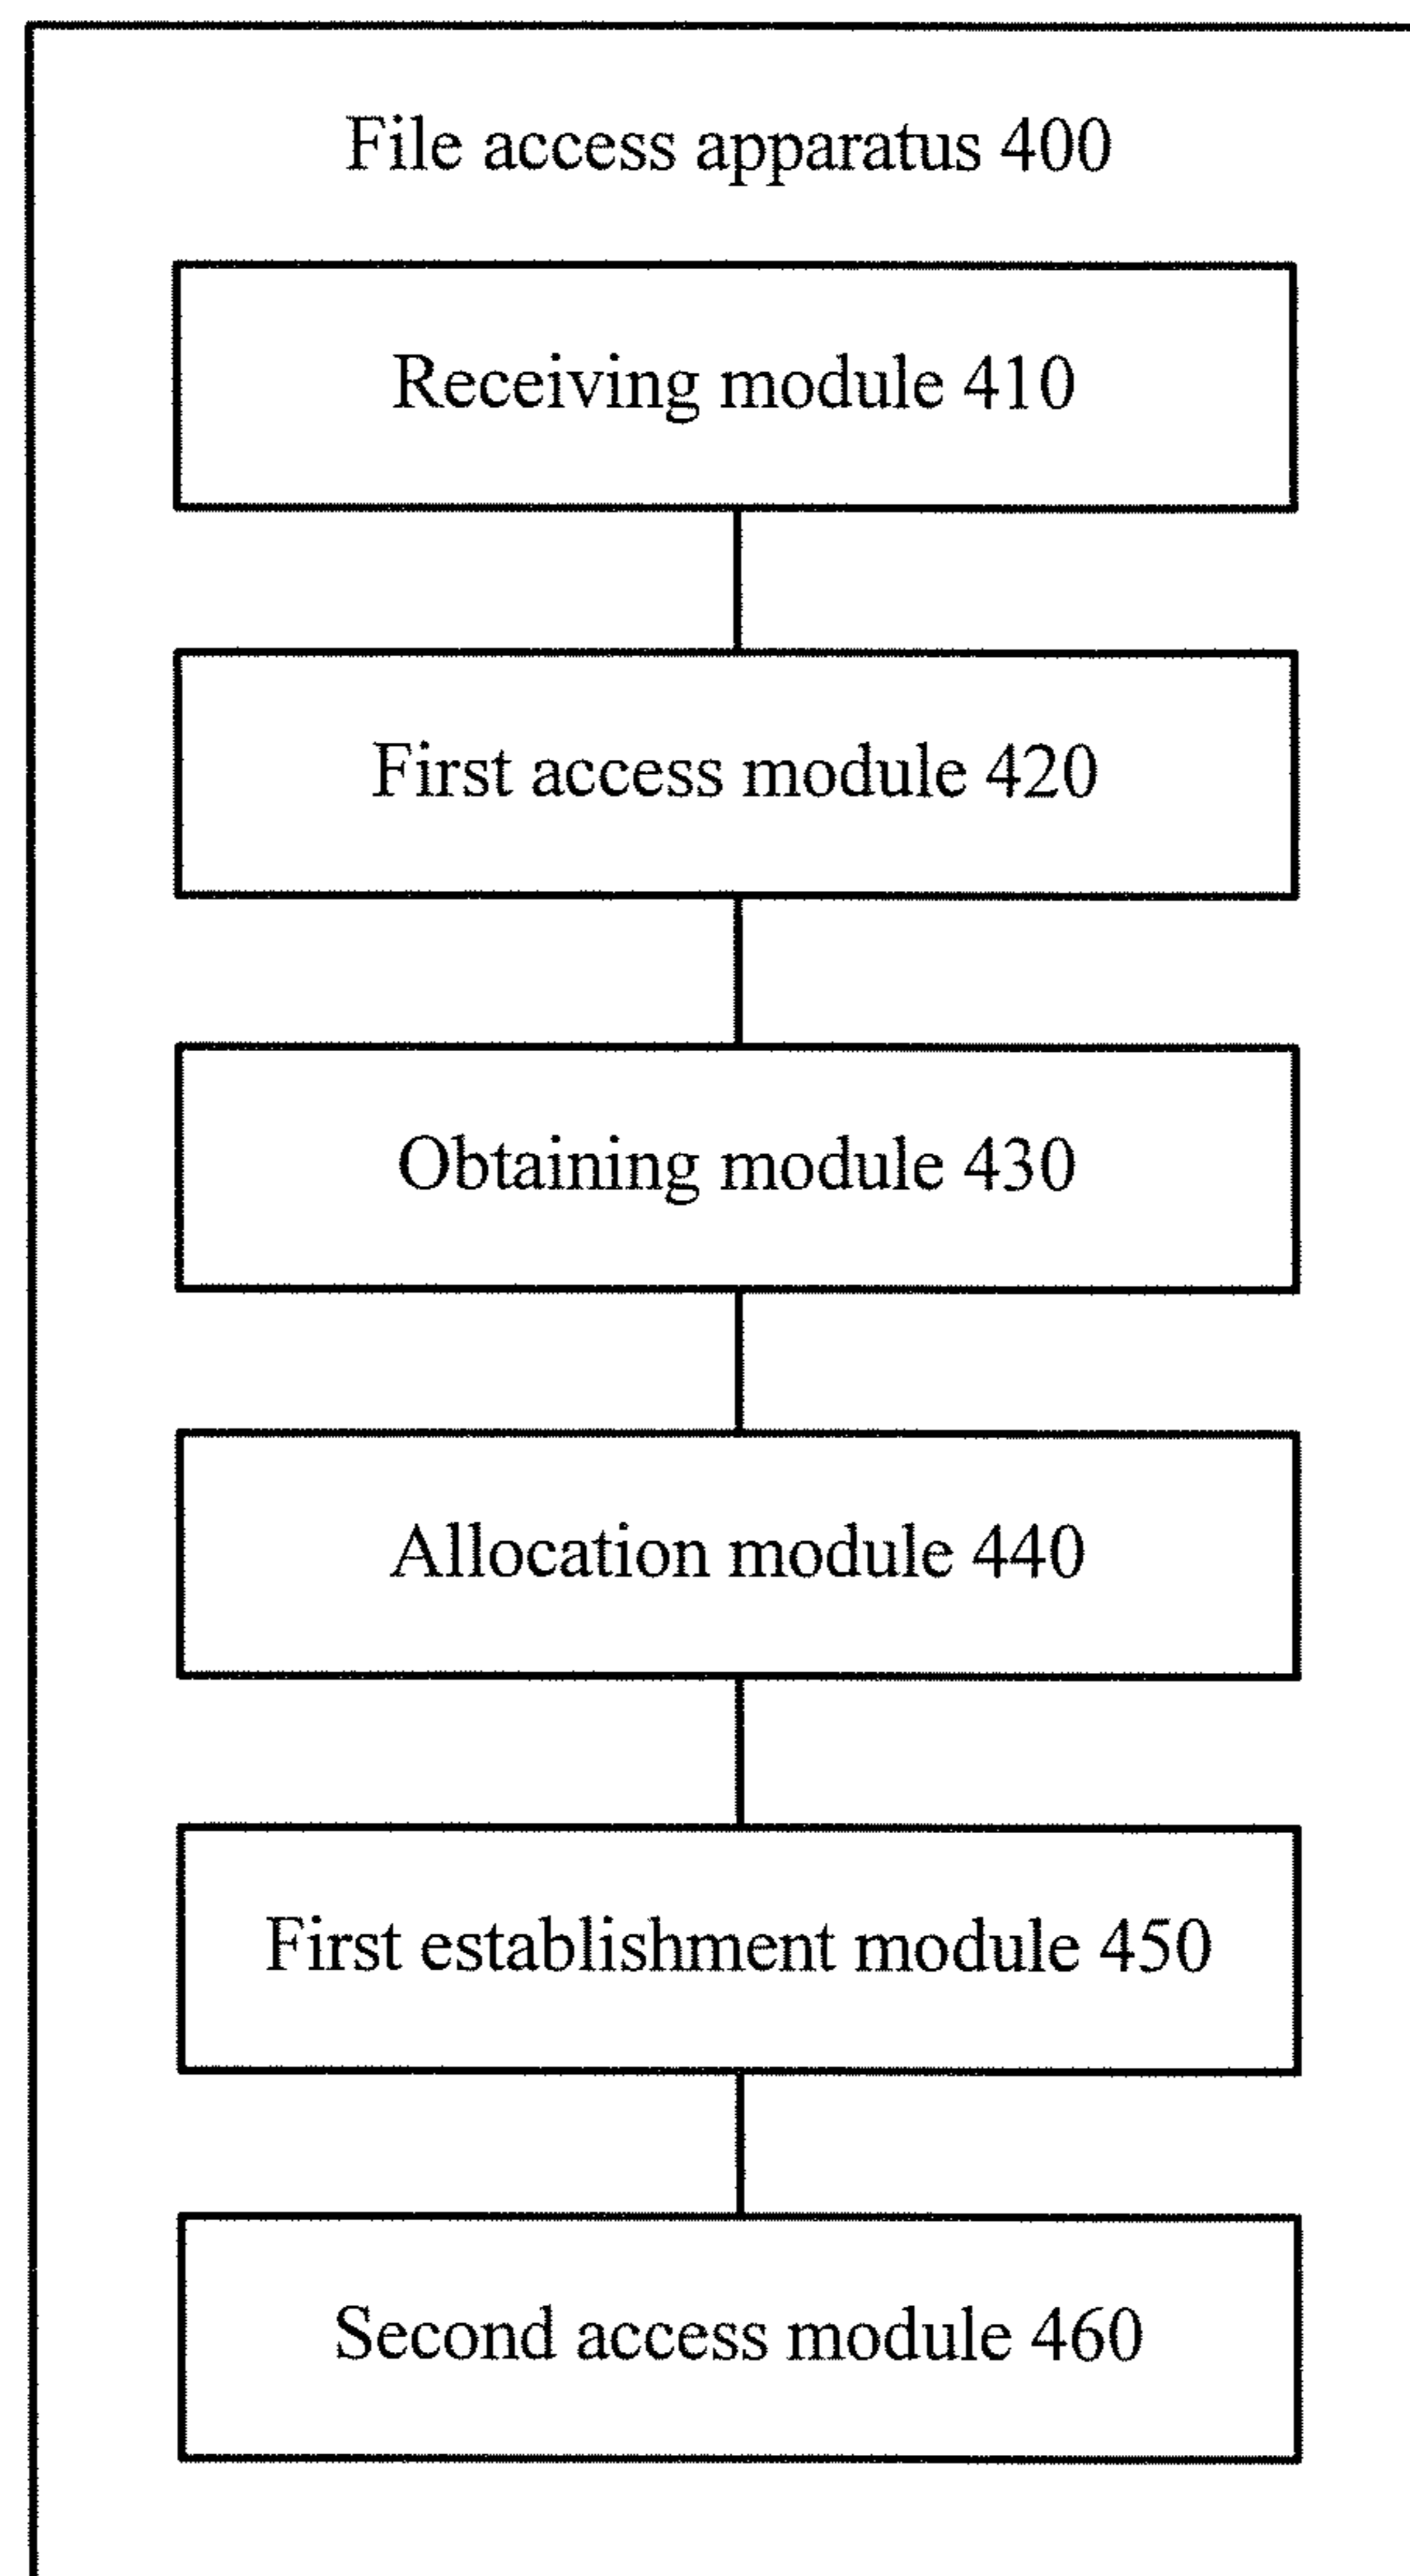 File access apparatus 400
Receiving module 410
First access module 420
Obtaining module 430
Allocation module 440
First establishment module 450
Second access module 460